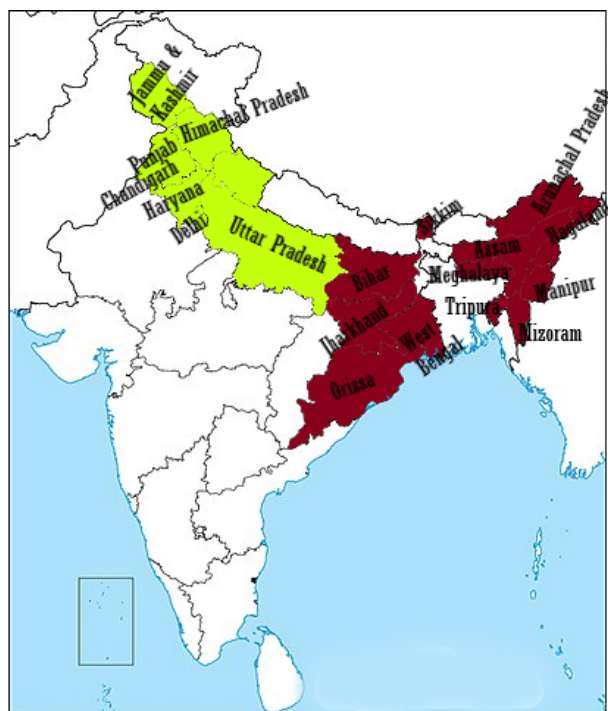 Jammu &
Kashmir
Himachal Pradesh
Punjab
Chandigarh
Haryana
Delhi
Uttar Pradesh
Arunachal Pradesh
Sikkim
Nagaland
Assam
Bihar
Meghalaya
Manipur
Tripura
Jharkhand
Mizoram
West
Bengal
Orissa